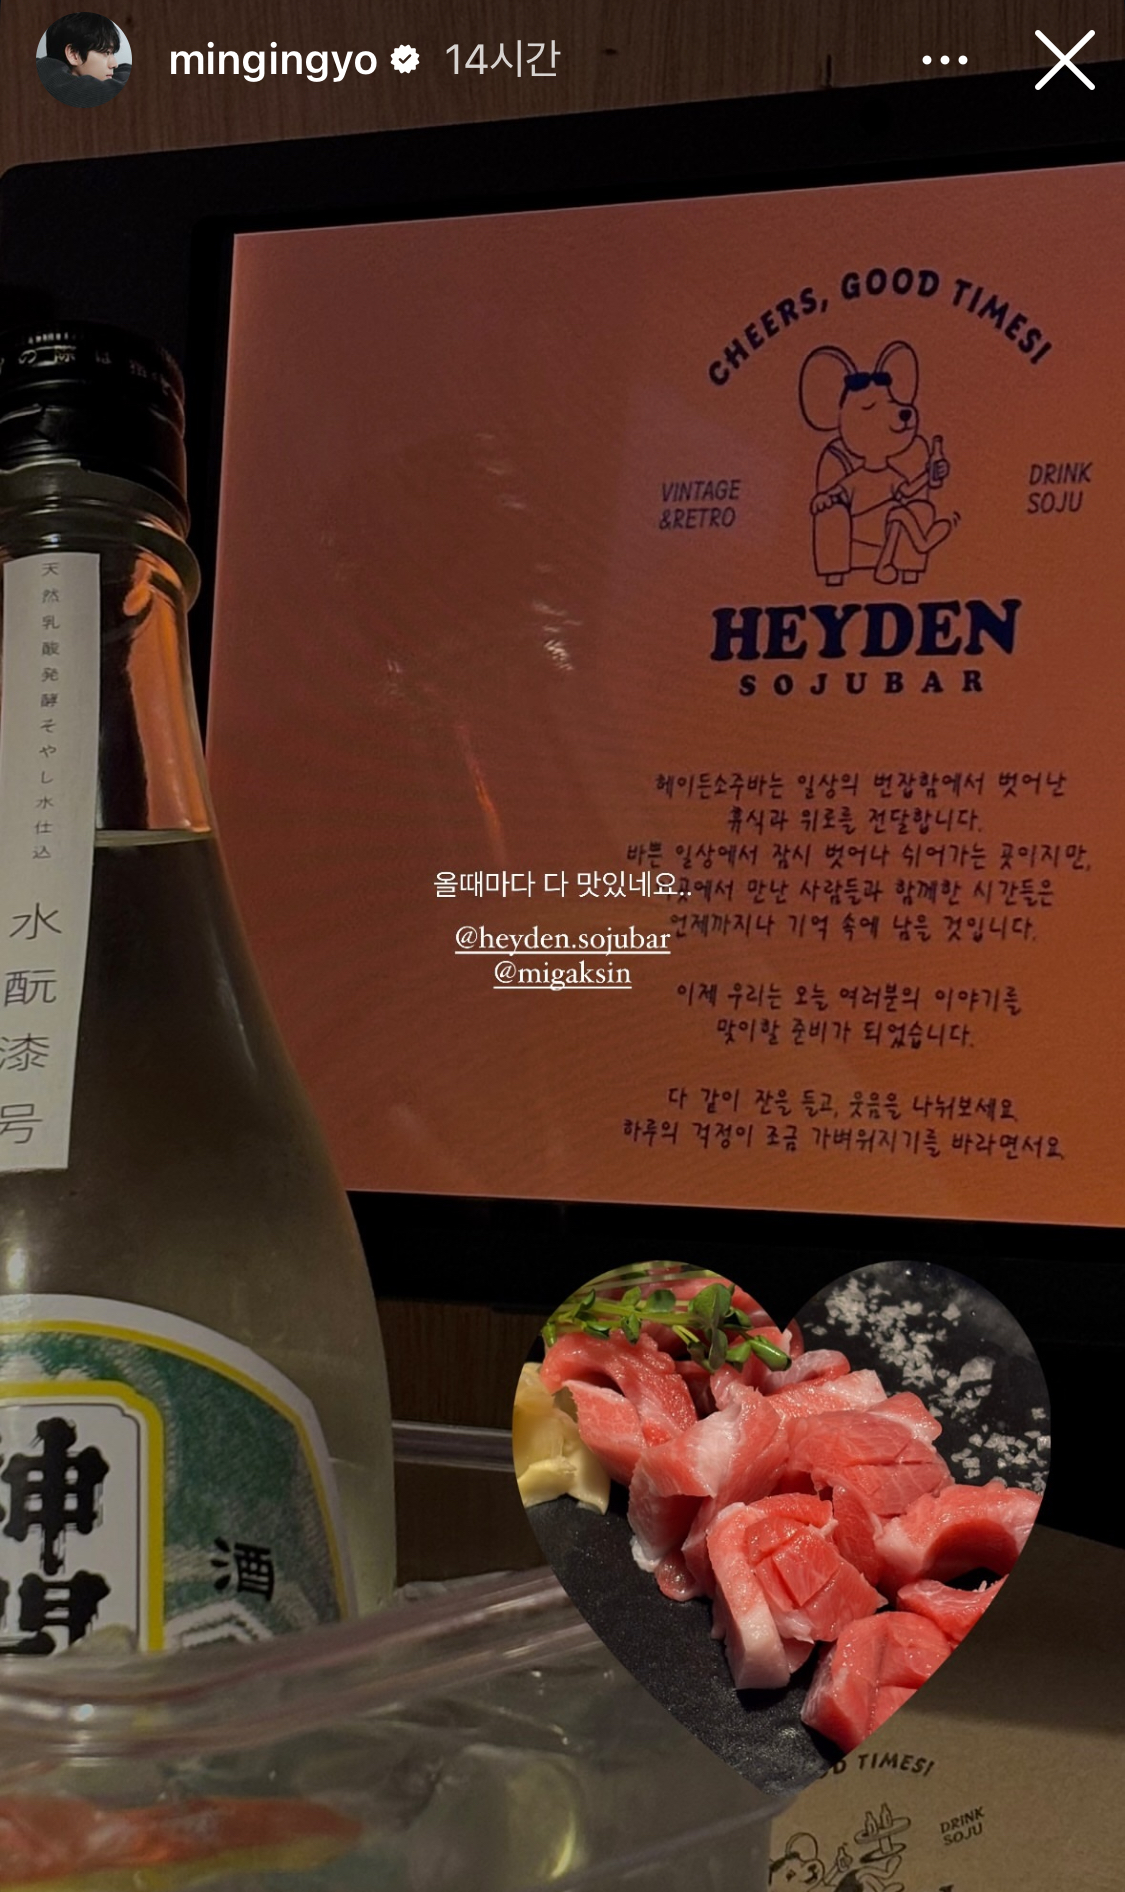 mingingyo 14시간
CHEERS, GOOD TIMES!
VINTAGE
&RETRO
DRINK
SOJU
HEYDEN
SOJUBAR
헤이든소주바는 일상의 번잡함에서 벗어난
휴식과 위로를 전달합니다.
바쁜 일상에서 잠시 벗어나 쉬어가는 곳이지만,
곳에서 만난 사람들과 함께한 시간들은
언제까지나 기억 속에 남을 것입니다.
이제 우리는 오늘 여러분의 이야기를
맞이할 준비가 되었습니다.
다 같이 잔을 들고, 웃음을 나눠보세요.
하루의 걱정이 조금 가벼워지기를 바라면서요.
올때마다 다 맛있네요..
@heyden.sojubar
@migaksin
天然乳酸発酵そやし水仕込
水酛漆号
神
酒
TIMES!
DRINK
SOJU